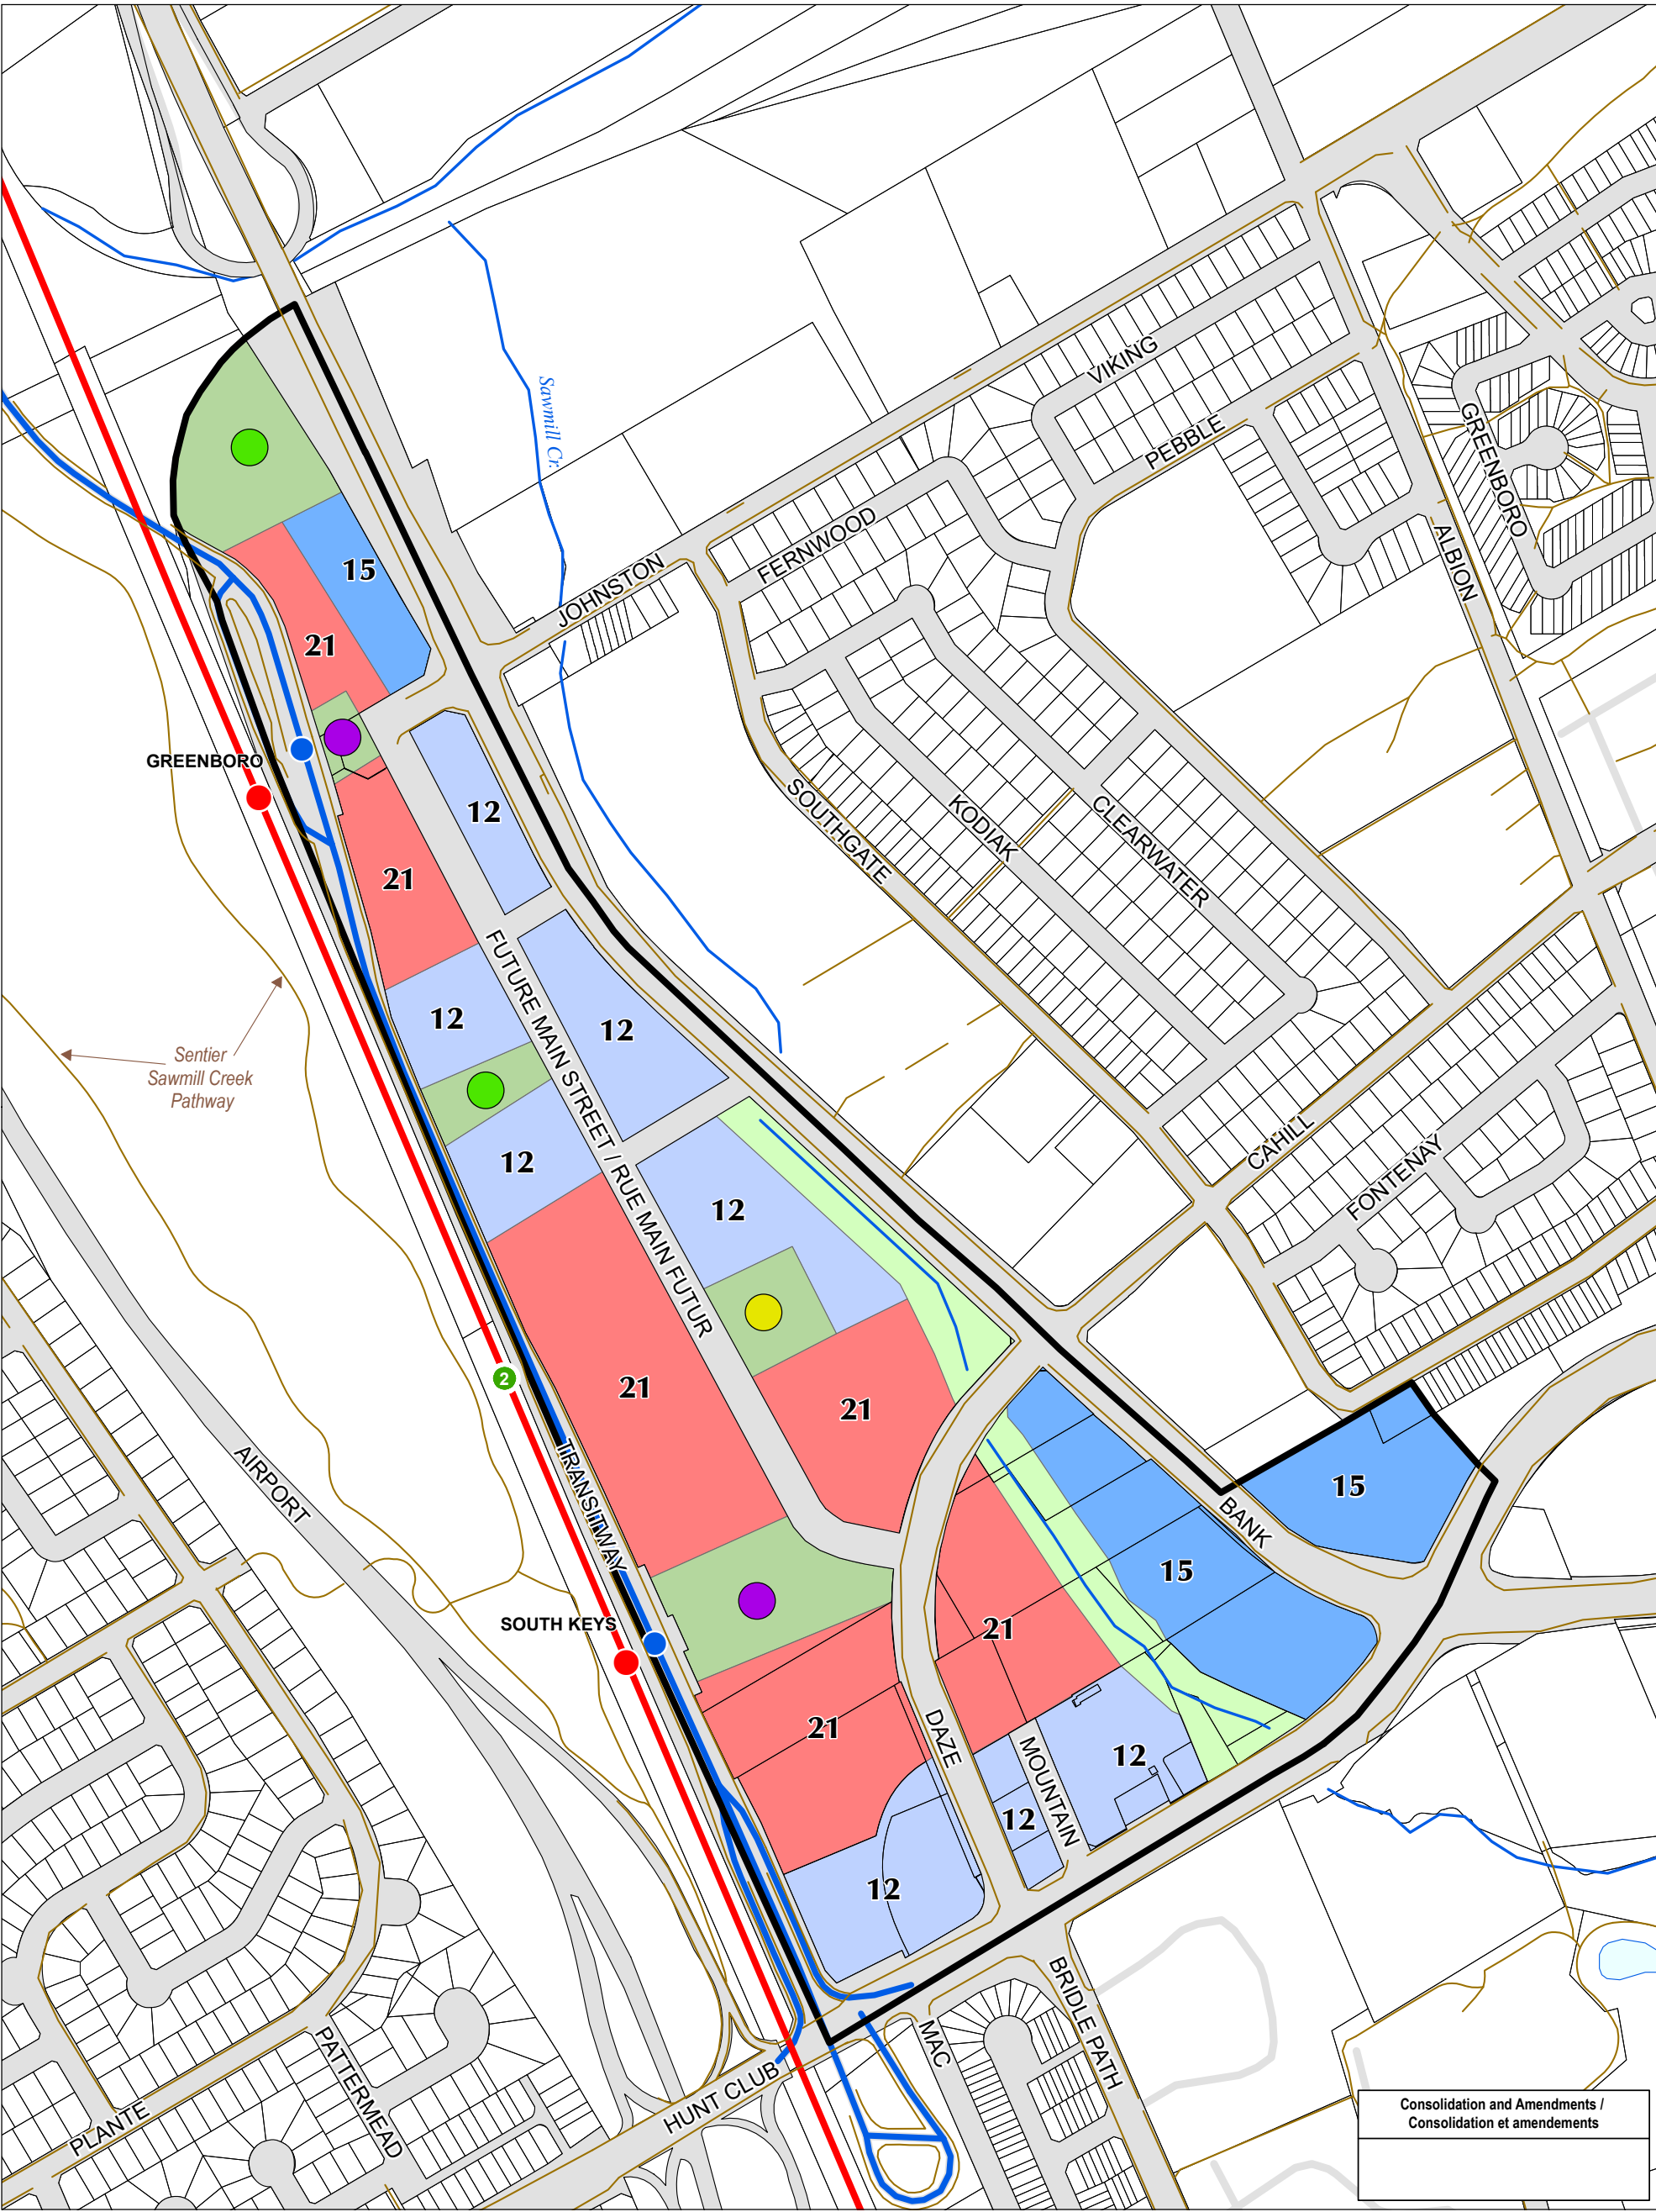 VIKING
PEBBLE
GREENBORO
Sawmill Cr.
FERNWOOD
ALBION
15
JOHNSTON
21
GREENBORO
12
SOUTHGATE
KODIAK
CLEARWATER
21
FUTURE MAIN STREET / RUE MAIN FUTUR
12
12
Sentier
Sawmill Creek
Pathway
12
CAHILL
FONTENAY
12
21
2
21
AIRPORT
TRANSITWAY
15
BANK
15
SOUTH KEYS
21
21
DAZE
MOUNTAIN
12
12
12
BRIDLE PATH
MAC
HUNT CLUB
PATTERMEAD
PLANTE
Consolidation and Amendments /
Consolidation et amendements